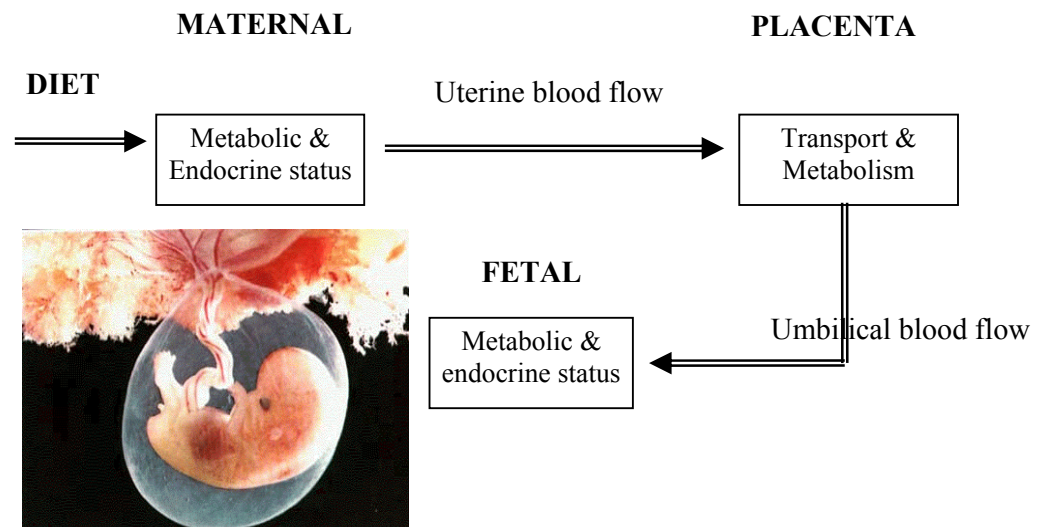 MATERNAL
PLACENTA
DIET
Uterine blood flow
Metabolic &
Endocrine status
Transport &
Metabolism
FETAL
Umbilical blood flow
Metabolic &
endocrine status